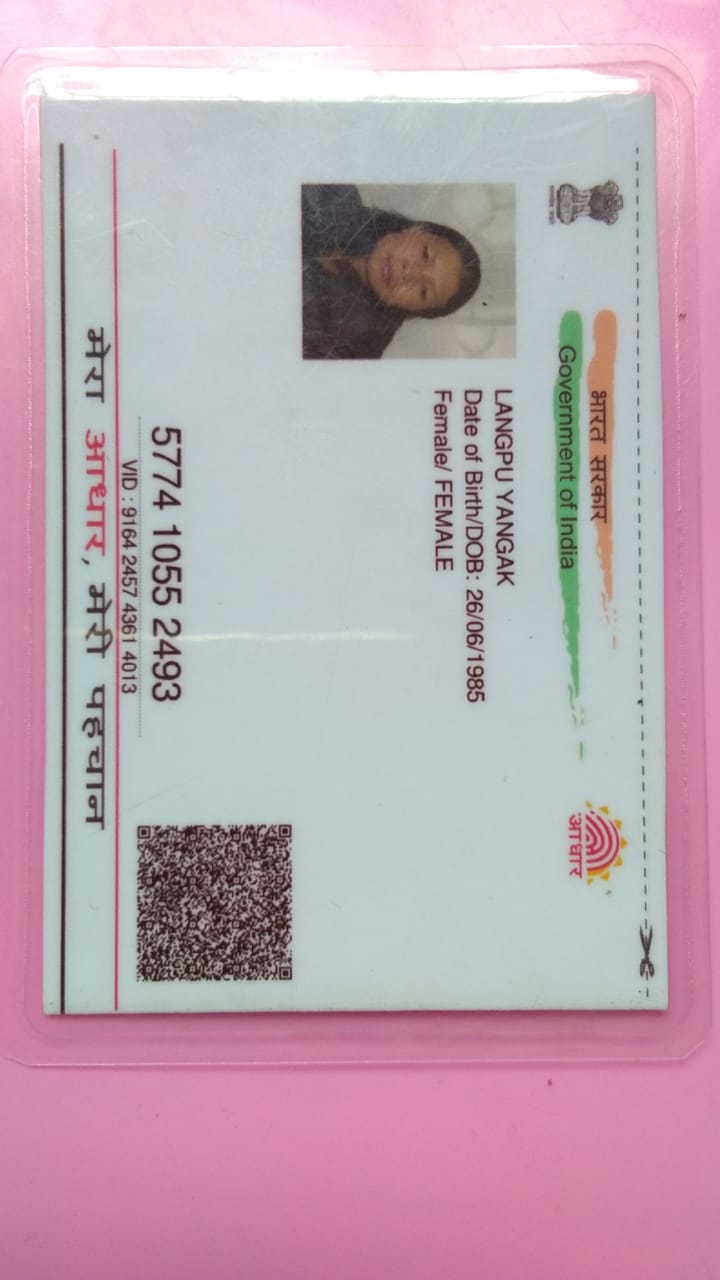 भारत सरकार
Government of India
आधार
LANGPU YANGAK
Date of Birth/DOB: 26/06/1985
Female/ FEMALE
5774 1055 2493
VID : 9164 2457 4361 4013
मेरा आधार, मेरी पहचान